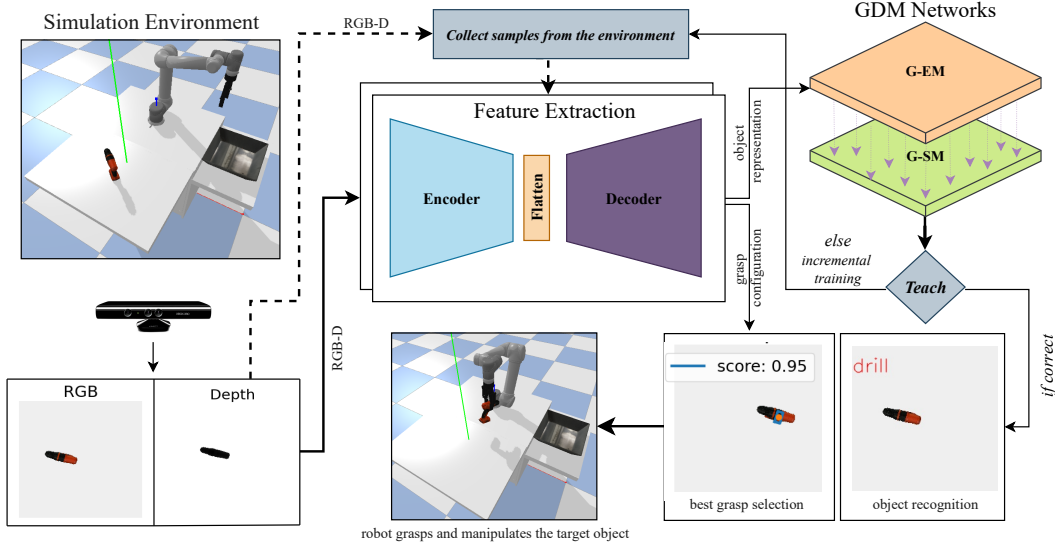 Simulation Environment
RGB-D
Collect samples from the environment
GDM Networks
G-EM
G-SM
Feature Extraction
Encoder
Flatten
Decoder
object
representation
grasp
configuration
else
incremental
training
Teach
if correct
RGB-D
RGB
Depth
score: 0.95
drill
best grasp selection
object recognition
robot grasps and manipulates the target object